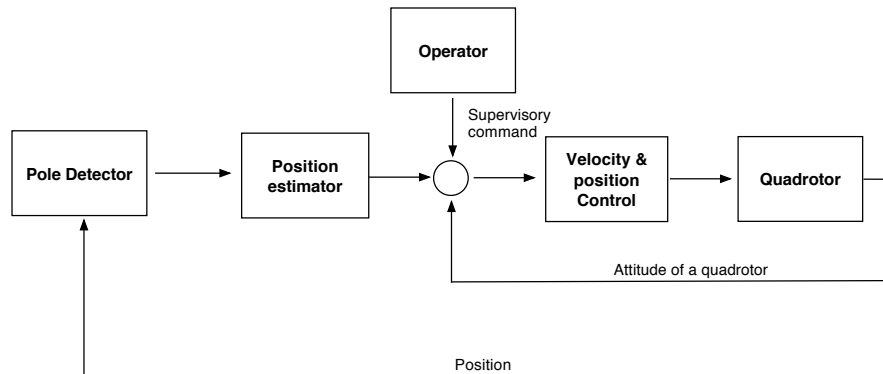 Operator
Supervisory
command
Pole Detector
Position
estimator
Velocity &
position
Control
Quadrotor
Attitude of a quadrotor
Position